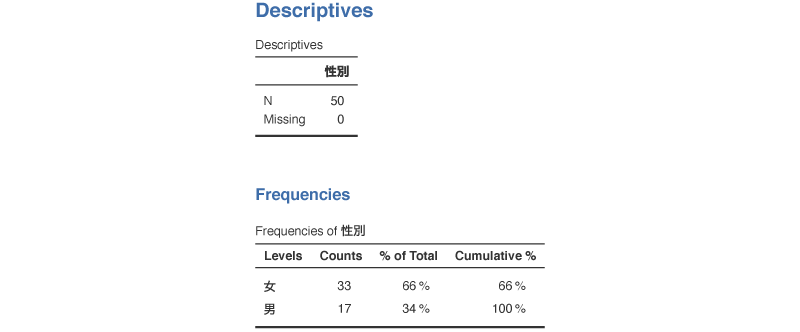 Descriptives
Descriptives
性別
N 50
Missing 0
Frequencies
Frequencies of 性別
Levels Counts % of Total Cumulative %
女 33 66 % 66 %
男 17 34 % 100 %